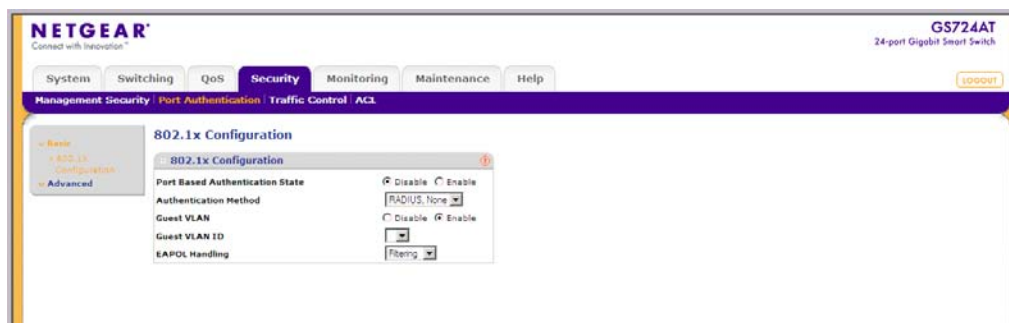 NETGEAR®
Connect with Innovation™
GS724AT
24-port Gigabit Smart Switch
System Switching QoS Security Monitoring Maintenance Help
LOGOUT
Management Security | Port Authentication | Traffic Control | ACL
Basic
802.1x
Configuration
Advanced
802.1x Configuration
802.1x Configuration
Port Based Authentication State Disable Enable
Authentication Method RADIUS, None
Guest VLAN Disable Enable
Guest VLAN ID
EAPOL Handling Filtering